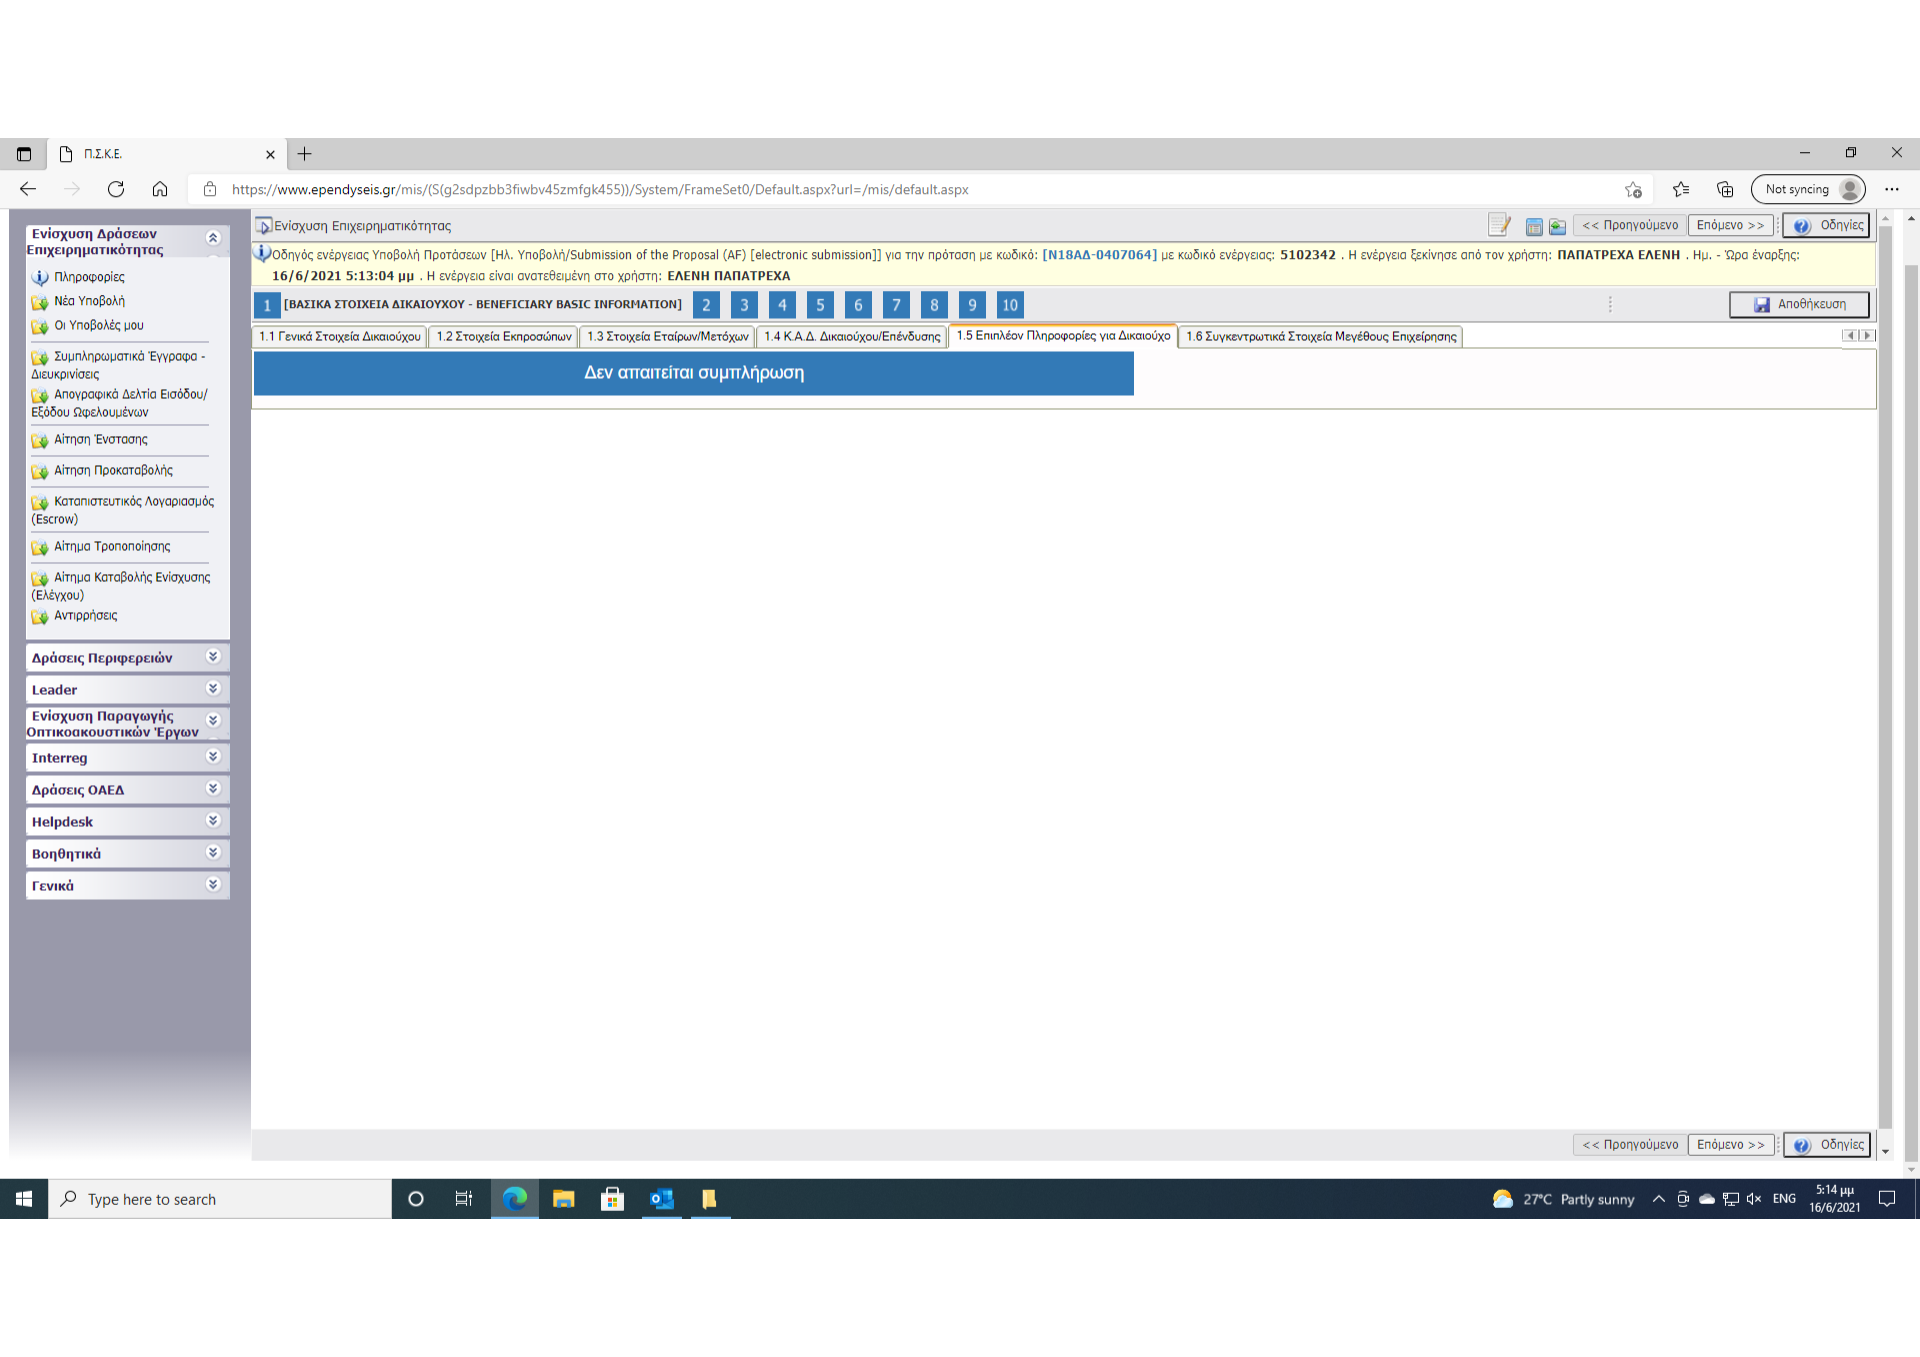 Π.Σ.Κ.Ε.
https://www.ependyseis.gr/mis/(S(g2sdpzbb3fiwbv45zmfgk455))/System/FrameSet0/Default.aspx?url=/mis/default.aspx
Not syncing
Ενίσχυση Δράσεων
Επιχειρηματικότητας
Πληροφορίες
Νέα Υποβολή
Οι Υποβολές μου
Συμπληρωματικά Έγγραφα -
Διευκρινίσεις
Απογραφικά Δελτία Εισόδου/
Εξόδου Ωφελουμένων
Αίτηση Ένστασης
Αίτηση Προκαταβολής
Καταπιστευτικός Λογαριασμός
(Escrow)
Αίτημα Τροποποίησης
Αίτημα Καταβολής Ενίσχυσης
(Ελέγχου)
Αντιρρήσεις
Δράσεις Περιφερειών
Leader
Ενίσχυση Παραγωγής
Οπτικοακουστικών Έργων
Interreg
Δράσεις ΟΑΕΔ
Helpdesk
Βοηθητικά
Γενικά
Ενίσχυση Επιχειρηματικότητας
<< Προηγούμενο Επόμενο >> Οδηγίες
Οδηγός ενέργειας Υποβολή Προτάσεων [Ηλ. Υποβολή/Submission of the Proposal (AF) [electronic submission]] για την πρόταση με κωδικό: [Ν18ΑΔ-0407064] με κωδικό ενέργειας: 5102342 . Η ενέργεια ξεκίνησε από τον χρήστη: ΠΑΠΑΤΡΕΧΑ ΕΛΕΝΗ . Ημ. - Ώρα έναρξης:
16/6/2021 5:13:04 μμ . Η ενέργεια είναι ανατεθειμένη στο χρήστη: ΕΛΕΝΗ ΠΑΠΑΤΡΕΧΑ
1 [ΒΑΣΙΚΑ ΣΤΟΙΧΕΙΑ ΔΙΚΑΙΟΥΧΟΥ - BENEFICIARY BASIC INFORMATION] 2 3 4 5 6 7 8 9 10 Αποθήκευση
1.1 Γενικά Στοιχεία Δικαιούχου 1.2 Στοιχεία Εκπροσώπων 1.3 Στοιχεία Εταίρων/Μετόχων 1.4 Κ.Α.Δ. Δικαιούχου/Επένδυσης 1.5 Επιπλέον Πληροφορίες για Δικαιούχο 1.6 Συγκεντρωτικά Στοιχεία Μεγέθους Επιχείρησης
Δεν απαιτείται συμπλήρωση
<< Προηγούμενο Επόμενο >> Οδηγίες
Type here to search
27°C Partly sunny
ENG
5:14 μμ
16/6/2021